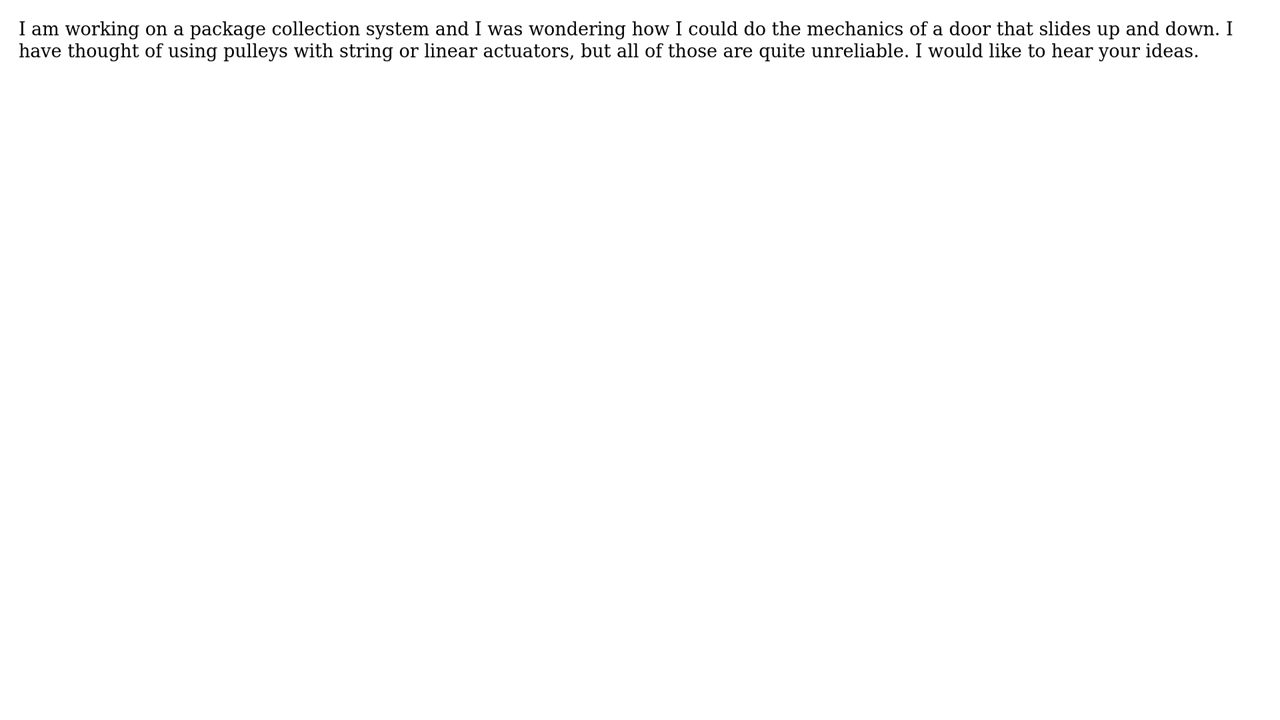 I am working on a package collection system and I was wondering how I could do the mechanics of a door that slides up and down. I
have thought of using pulleys with string or linear actuators, but all of those are quite unreliable. I would like to hear your ideas.